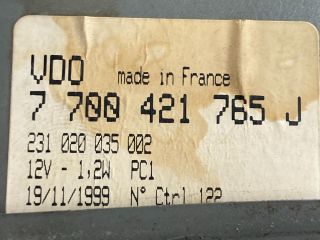 VDO made in France
7 700 421 765 J
231 020 035 002
12V - 1,2W PC1
19/11/1999 N° Ctrl 122